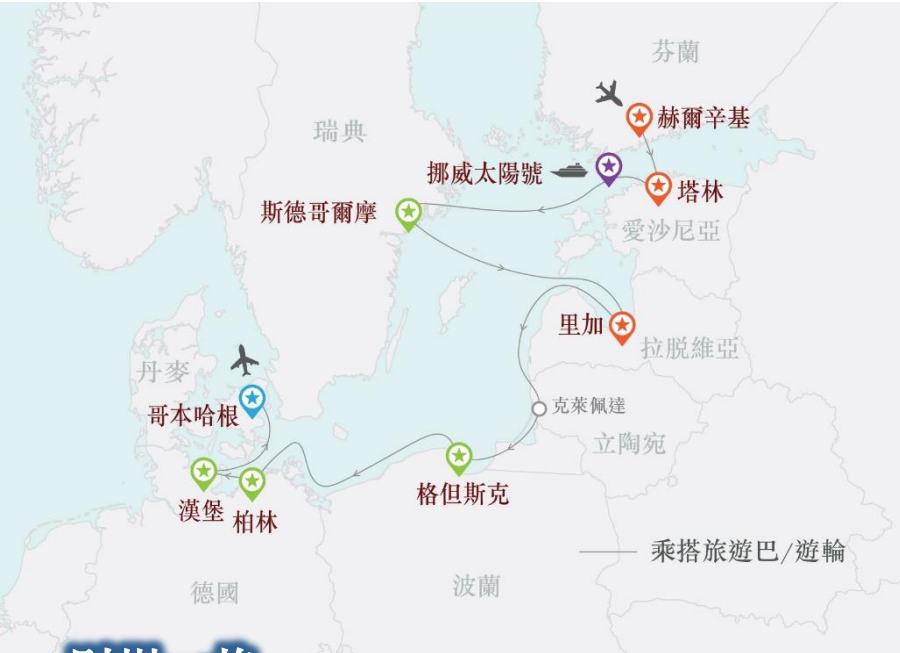 芬蘭
赫爾辛基
瑞典
挪威太陽號
塔林
斯德哥爾摩
愛沙尼亞
里加
拉脫維亞
丹麥
哥本哈根
克萊佩達
立陶宛
格但斯克
漢堡
柏林
乘搭旅遊巴/遊輪
德國
波蘭